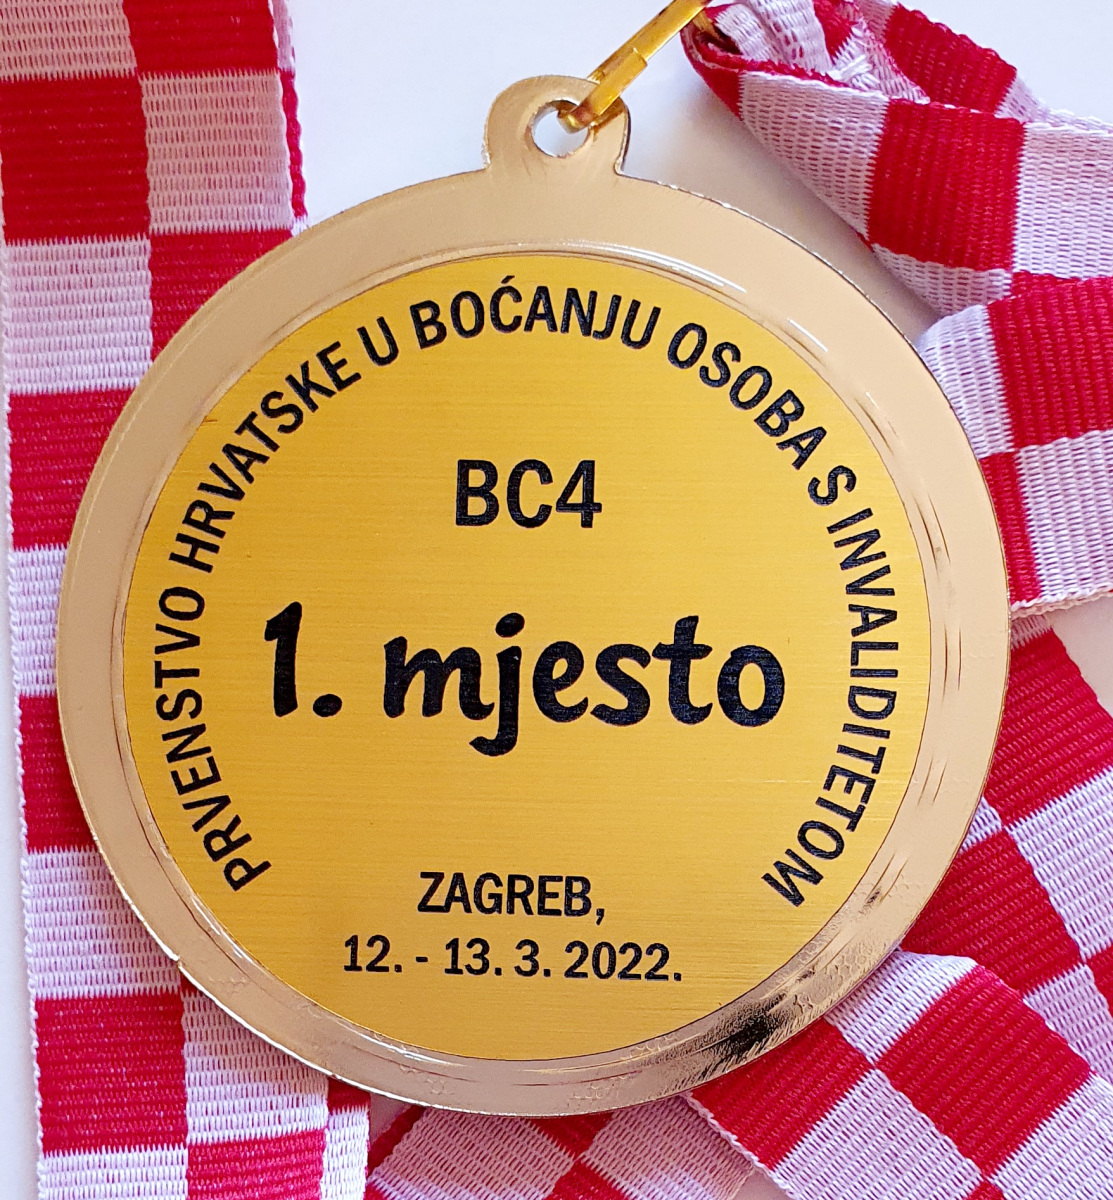 PRVENSTVO HRVATSKE U BOĆANJU OSOBA S INVALIDITETOM
BC4
1. mjesto
ZAGREB,
12. - 13. 3. 2022.